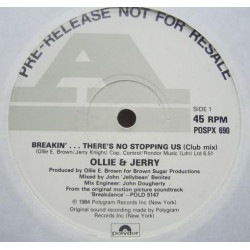 PRE-RELEASE NOT FOR RESALE
A
SIDE 1
45 RPM
POSPX 690
BREAKIN'... THERE'S NO STOPPING US (Club mix)
(Ollie E. Brown/Jerry Knight) Cap. Control/Rondor Music (Ldn) Ltd 6.51
OLLIE & JERRY
Produced by Ollie E. Brown for Brown Sugar Productions
Mixed by John 'Jellybean' Benitez
Mix Engineer: John Dougherty
From the original motion picture soundtrack
'Breakdance' – POLD 5147
℗ 1984 Polygram Records Inc. (New York)
Original sound recording made by Polygram
Records Inc. (New York)
polydor